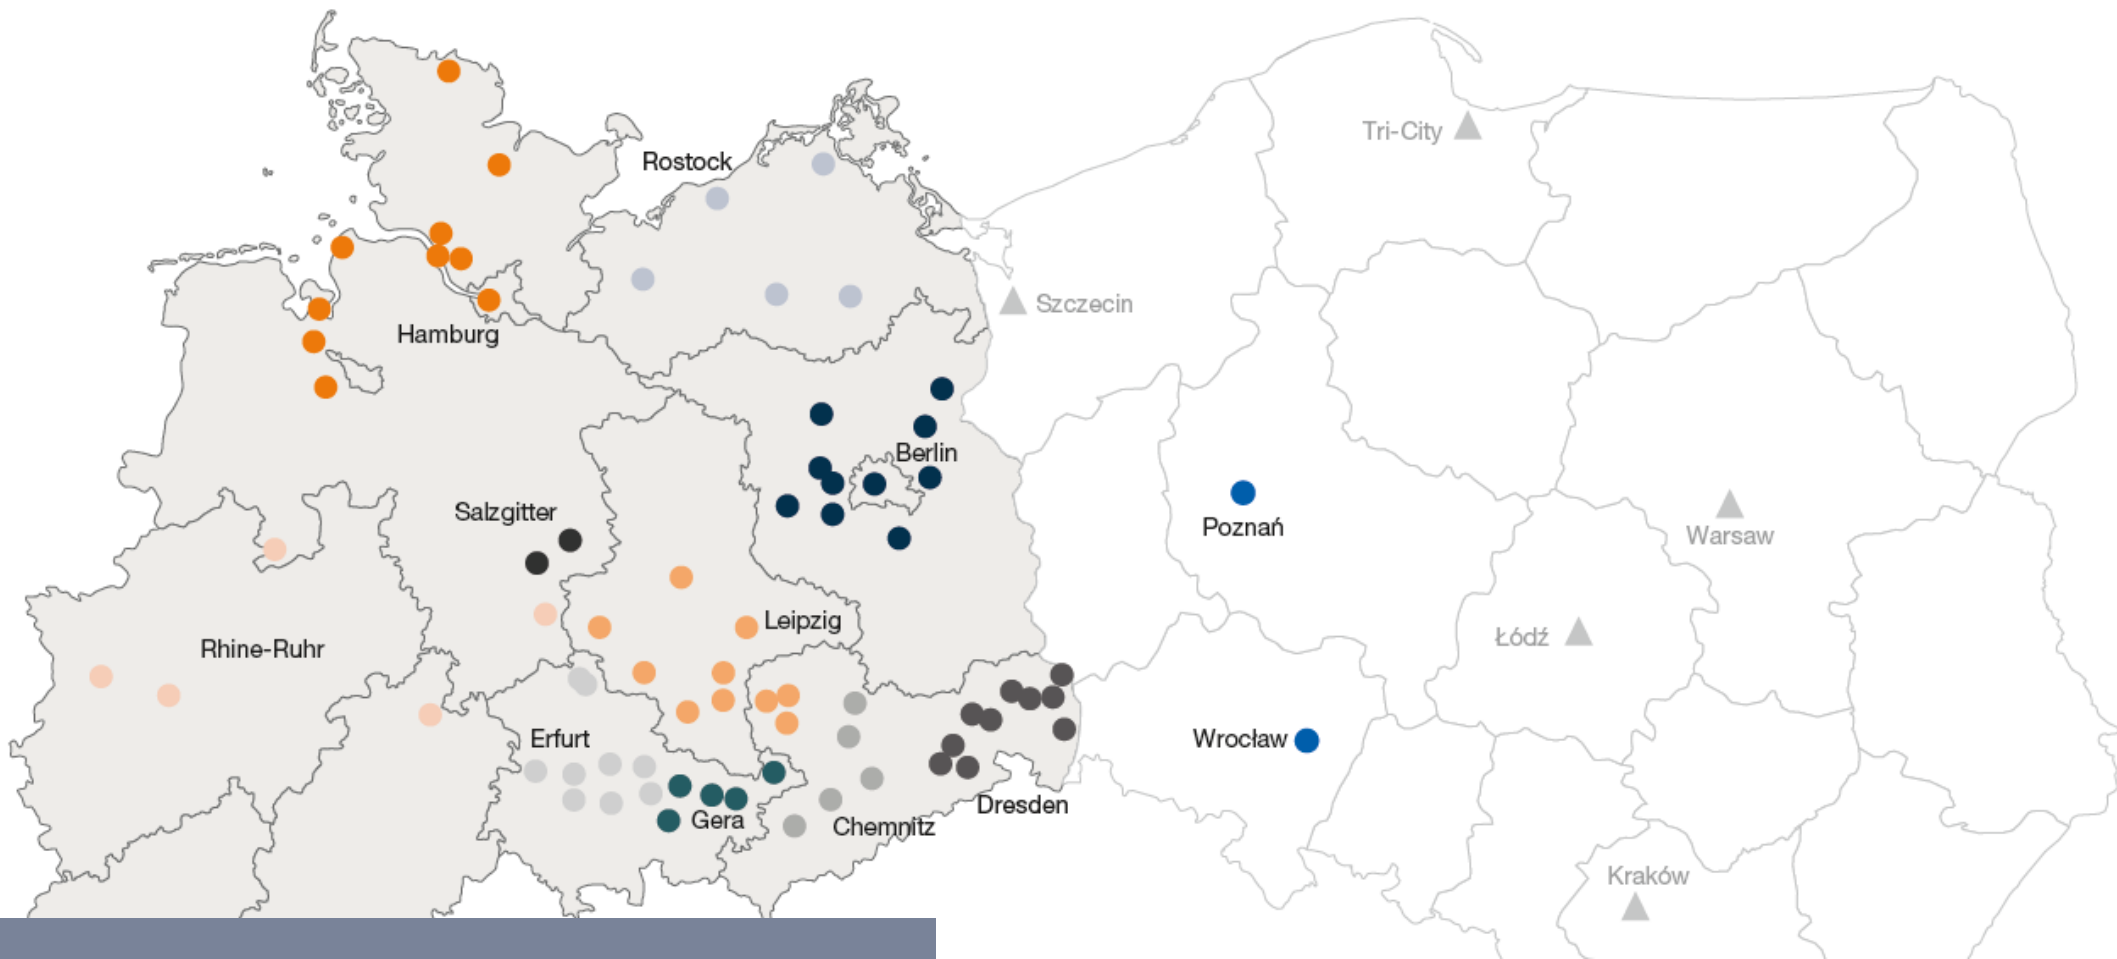 Tri-City
Rostock
Szczecin
Hamburg
Berlin
Salzgitter
Poznań
Warsaw
Leipzig
Łódź
Rhine-Ruhr
Erfurt
Wrocław
Dresden
Gera
Chemnitz
Kraków